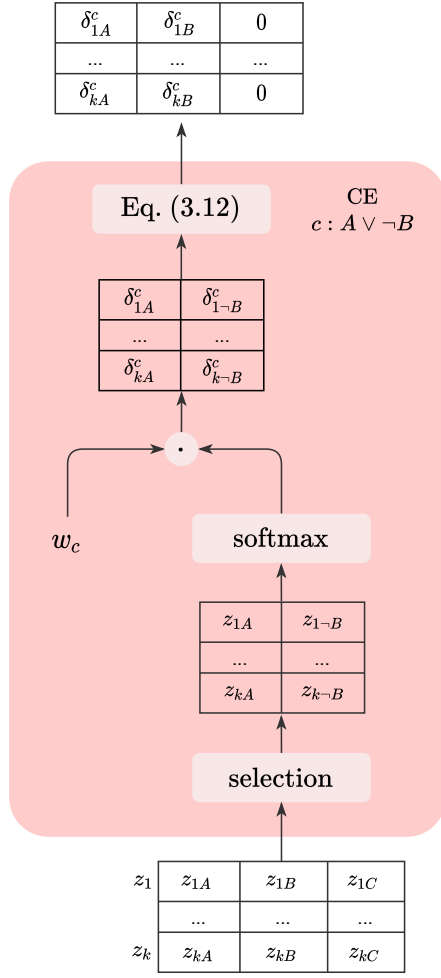 δ^c_{1A} δ^c_{1B} 0
... ... ...
δ^c_{kA} δ^c_{kB} 0
Eq. (3.12)
CE
c : A ∨ ¬B
δ^c_{1A} δ^c_{1¬B}
... ...
δ^c_{kA} δ^c_{k¬B}
·
w_c
softmax
z_{1A} z_{1¬B}
... ...
z_{kA} z_{k¬B}
selection
z_1 z_{1A} z_{1B} z_{1C}
... ... ...
z_k z_{kA} z_{kB} z_{kC}